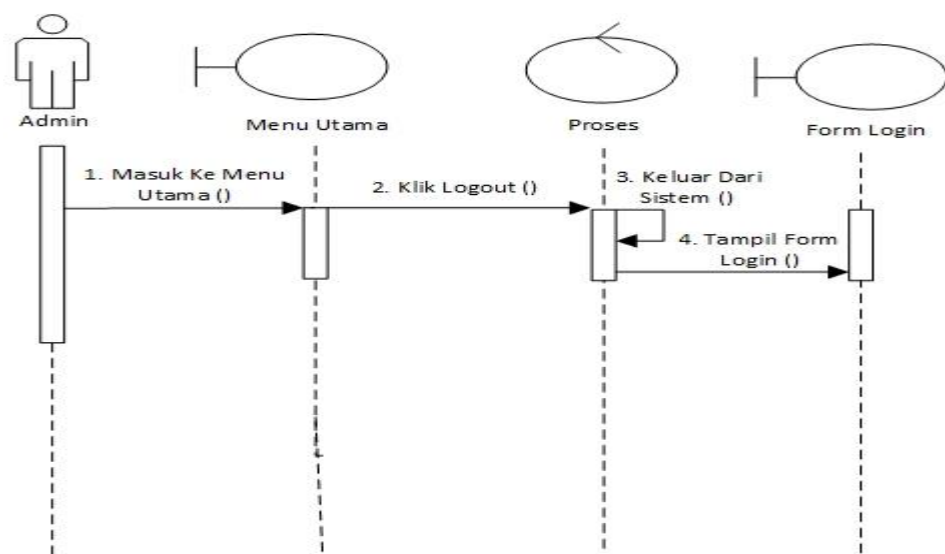 Admin
Menu Utama
Proses
Form Login
1. Masuk Ke Menu
Utama ()
2. Klik Logout ()
3. Keluar Dari
Sistem ()
4. Tampil Form
Login ()